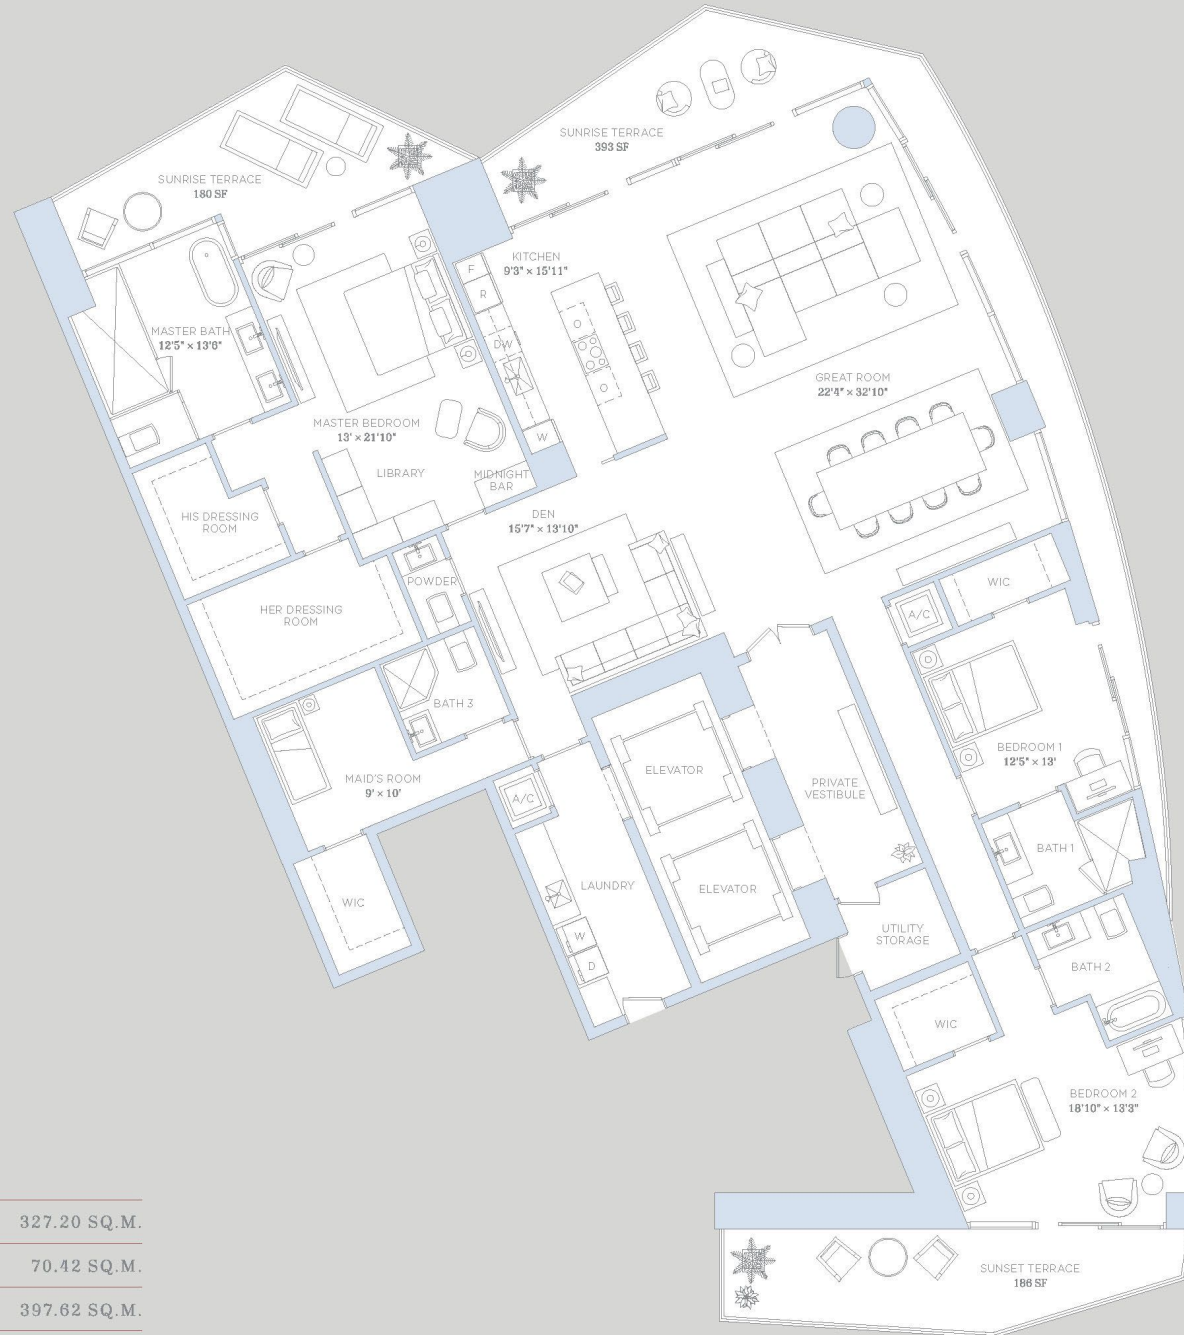 SUNRISE TERRACE
393 SF
SUNRISE TERRACE
180 SF
KITCHEN
9'3" × 15'11"
F
R
DW
W
MASTER BATH
12'5" × 13'6"
GREAT ROOM
22'4" × 32'10"
MASTER BEDROOM
13' × 21'10"
LIBRARY
MIDNIGHT
BAR
HIS DRESSING
ROOM
DEN
15'7" × 13'10"
POWDER
WIC
A/C
HER DRESSING
ROOM
BATH 3
BEDROOM 1
12'5" × 13'
MAID'S ROOM
9' × 10'
ELEVATOR
PRIVATE
VESTIBULE
A/C
BATH 1
LAUNDRY
ELEVATOR
WIC
UTILITY
STORAGE
W
D
BATH 2
WIC
BEDROOM 2
18'10" × 13'3"
SUNSET TERRACE
186 SF
327.20 SQ.M.
70.42 SQ.M.
397.62 SQ.M.